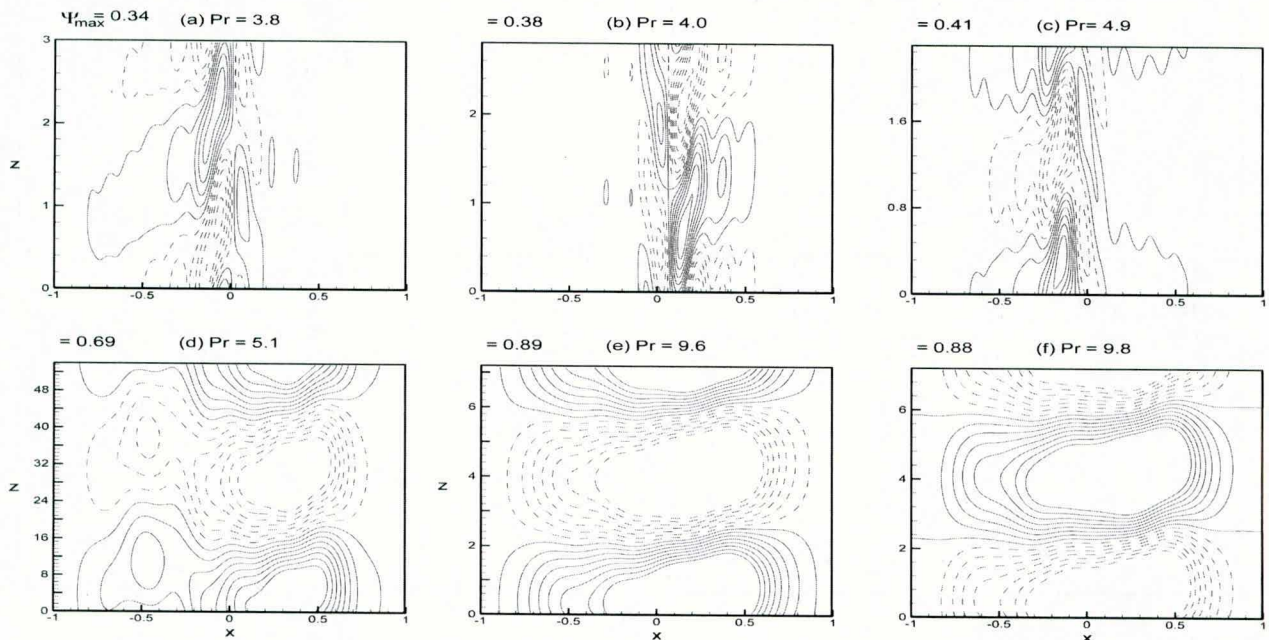 Ψ′max = 0.34 (a) Pr = 3.8
= 0.38 (b) Pr = 4.0
= 0.41 (c) Pr= 4.9
3
2
1
0
z
-1 -0.5 0 0.5 1
4
3
2
1
0
-1 -0.5 0 0.5 1
1.6
0.8
0
-1 -0.5 0 0.5 1
= 0.69 (d) Pr = 5.1
= 0.89 (e) Pr = 9.6
= 0.88 (f) Pr = 9.8
48
40
32
24
16
8
0
z
-1 -0.5 0 0.5 1
x
6
4
2
0
z
-1 -0.5 0 0.5 1
x
6
4
2
0
-1 -0.5 0 0.5 1
x